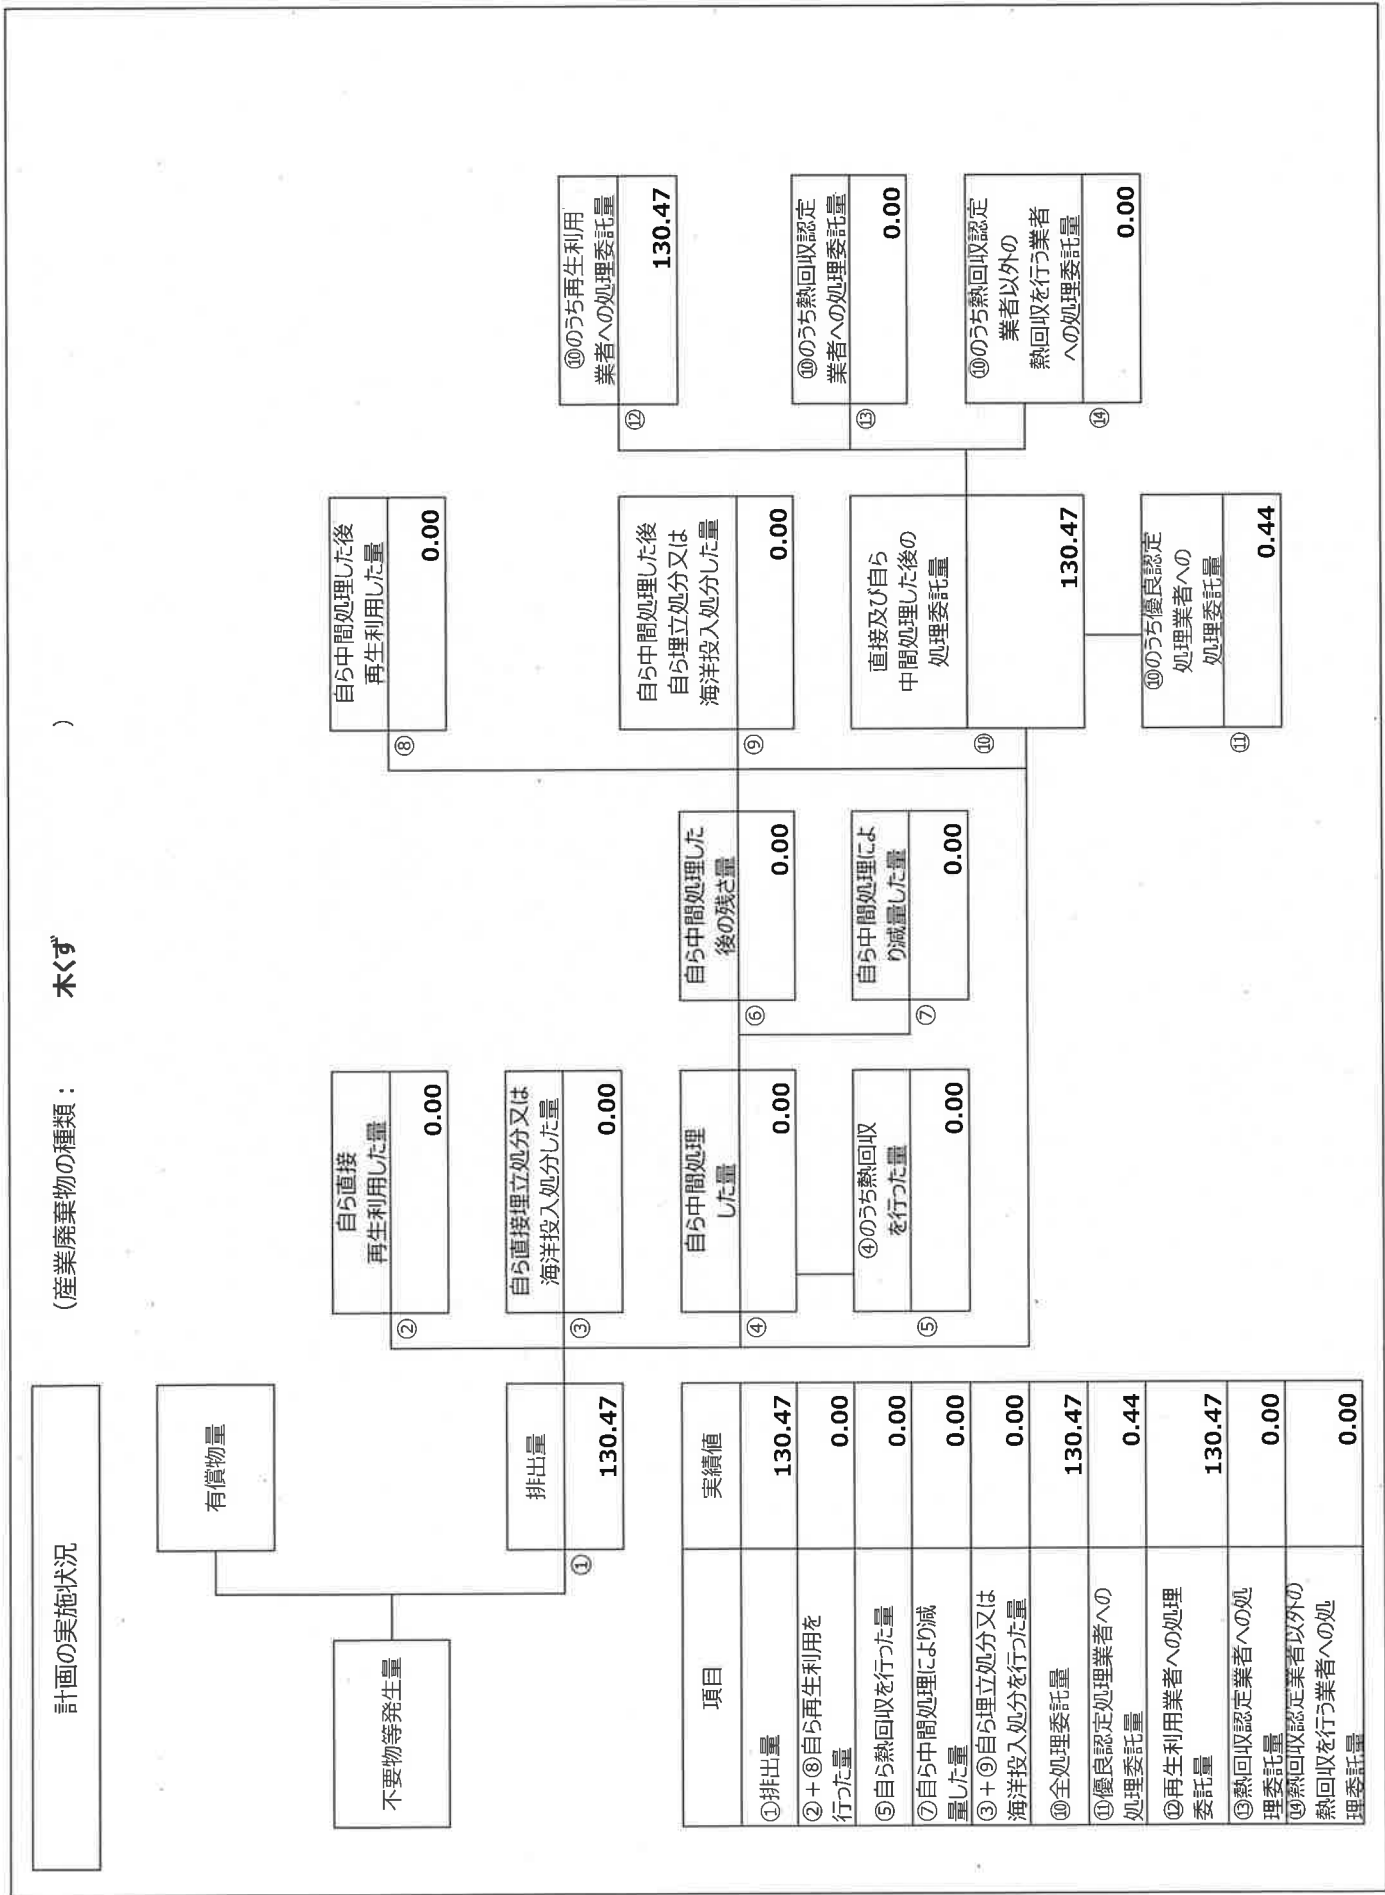 計画の実施状況
(産業廃棄物の種類： 木くず )
有償物量
不要物等発生量
排出量
①
130.47
自ら直接
再生利用した量
②
0.00
自ら直接埋立処分又は
海洋投入処分した量
③
0.00
自ら中間処理
した量
④
0.00
④のうち熱回収
を行った量
⑤
0.00
自ら中間処理した
後の残さ量
⑥
0.00
自ら中間処理によ
り減量した量
⑦
0.00
自ら中間処理した後
再生利用した量
⑧
0.00
自ら中間処理した後
自ら埋立処分又は
海洋投入処分した量
⑨
0.00
直接及び自ら
中間処理した後の
処理委託量
⑩
130.47
⑩のうち優良認定
処理業者への
処理委託量
⑪
0.44
⑩のうち再生利用
業者への処理委託量
⑫
130.47
⑩のうち熱回収認定
業者への処理委託量
⑬
0.00
⑩のうち熱回収認定
業者以外の
熱回収を行う業者
への処理委託量
⑭
0.00
項目 実績値
①排出量 130.47
②＋⑧自ら再生利用を
行った量 0.00
⑤自ら熱回収を行った量 0.00
⑦自ら中間処理により減
量した量 0.00
③＋⑨自ら埋立処分又は
海洋投入処分を行った量 0.00
⑩全処理委託量 130.47
⑪優良認定処理業者への
処理委託量 0.44
⑫再生利用業者への処理
委託量 130.47
⑬熱回収認定業者への処
理委託量 0.00
⑭熱回収認定業者以外の
熱回収を行う業者への処
理委託量 0.00